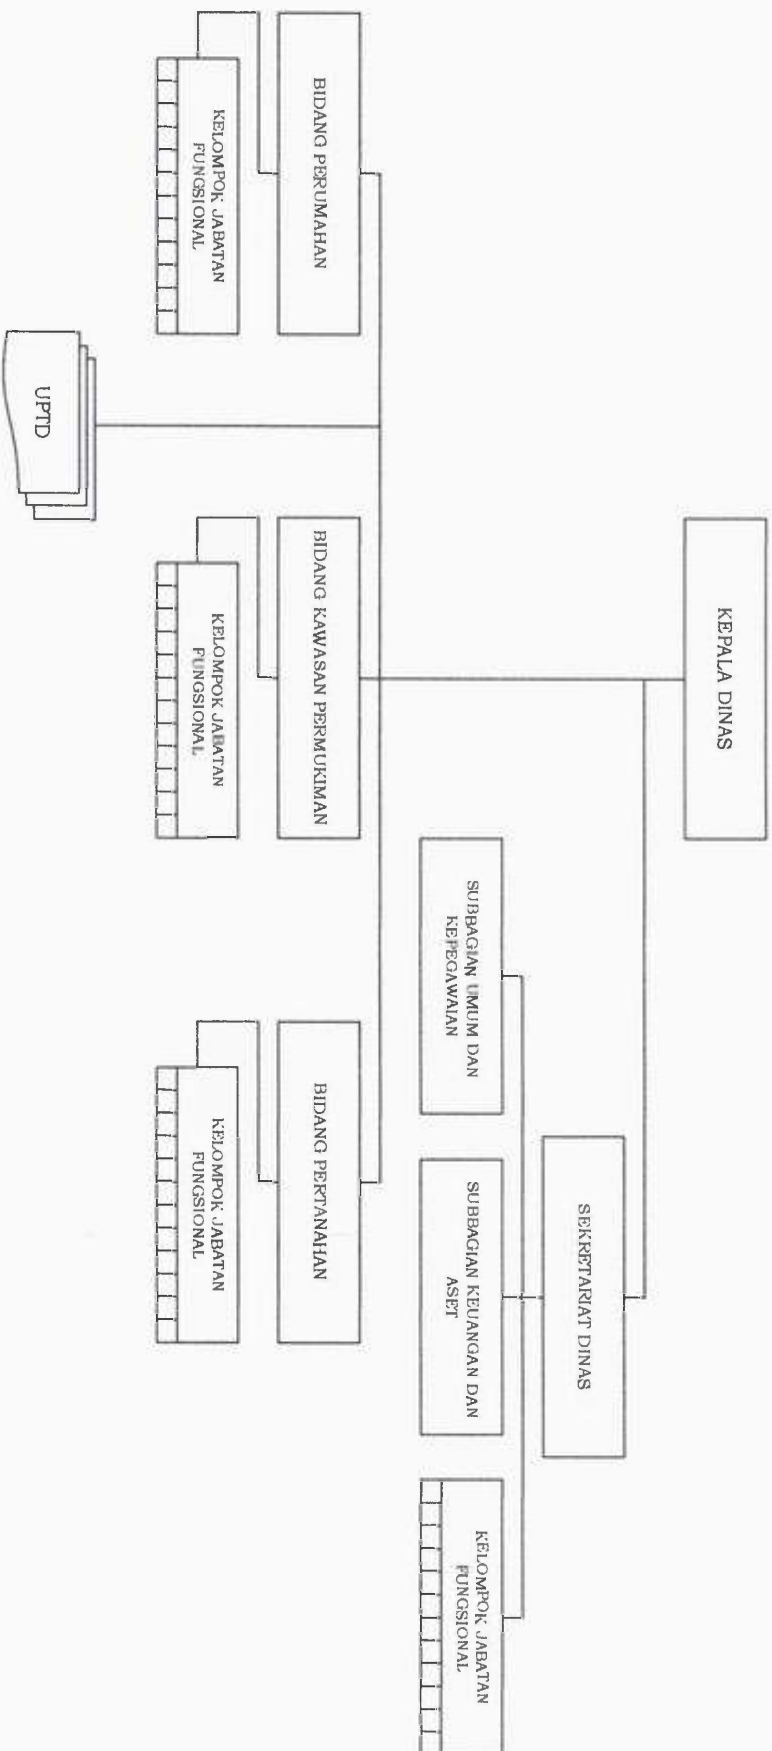 KEPALA DINAS
SEKRETARIAT DINAS
SUBBAGIAN UMUM DAN
KEPEGAWAIAN
SUBBAGIAN KEUANGAN DAN
ASET
KELOMPOK JABATAN
FUNGSIONAL
BIDANG PERUMAHAN
BIDANG KAWASAN PERMUKIMAN
BIDANG PERTANAHAN
KELOMPOK JABATAN
FUNGSIONAL
KELOMPOK JABATAN
FUNGSIONAL
KELOMPOK JABATAN
FUNGSIONAL
UPTD